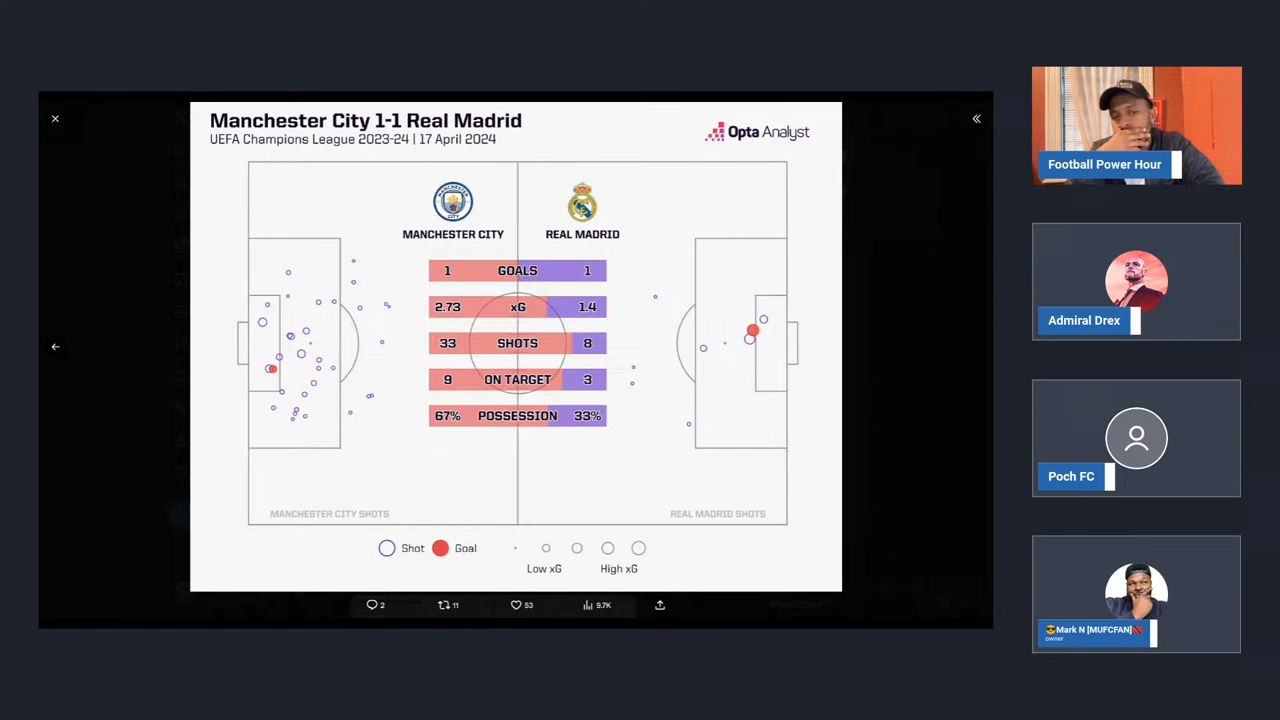 Manchester City 1-1 Real Madrid
UEFA Champions League 2023-24 | 17 April 2024
Opta Analyst
MANCHESTER CITY
REAL MADRID
1 GOALS 1
2.73 xG 1.4
33 SHOTS 8
9 ON TARGET 3
67% POSSESSION 33%
MANCHESTER CITY SHOTS
REAL MADRID SHOTS
Shot
Goal
Low xG
High xG
2
11
53
9.7K
Football Power Hour
Admiral Drex
Poch FC
😎Mark N [MUFCFAN]🇹🇹
owner